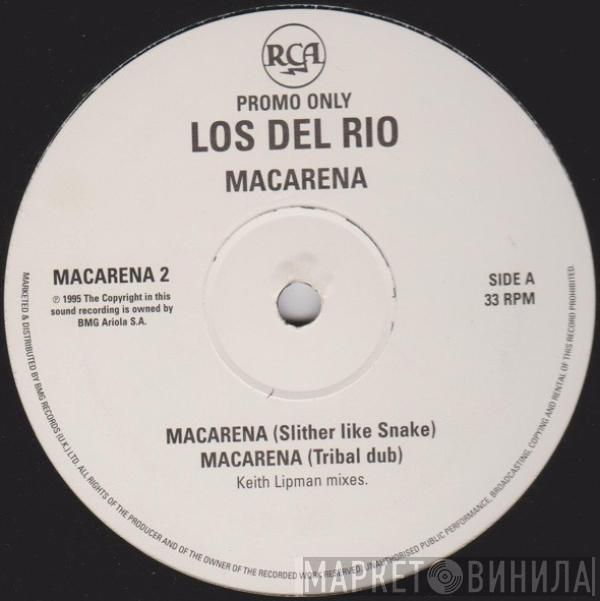 RCA
PROMO ONLY
LOS DEL RIO
MACARENA
MACARENA 2
℗ 1995 The Copyright in this
sound recording is owned by
BMG Ariola S.A.
SIDE A
33 RPM
MACARENA (Slither like Snake)
MACARENA (Tribal dub)
Keith Lipman mixes.
MARKETED & DISTRIBUTED BY BMG RECORDS (U.K.) LTD. ALL RIGHTS OF THE PRODUCER AND OF THE OWNER OF THE RECORDED WORK RESERVED. UNAUTHORISED PUBLIC PERFORMANCE, BROADCASTING, COPYING AND RENTAL OF THIS RECORD PROHIBITED.
МАРКЕТ ВИНИЛА